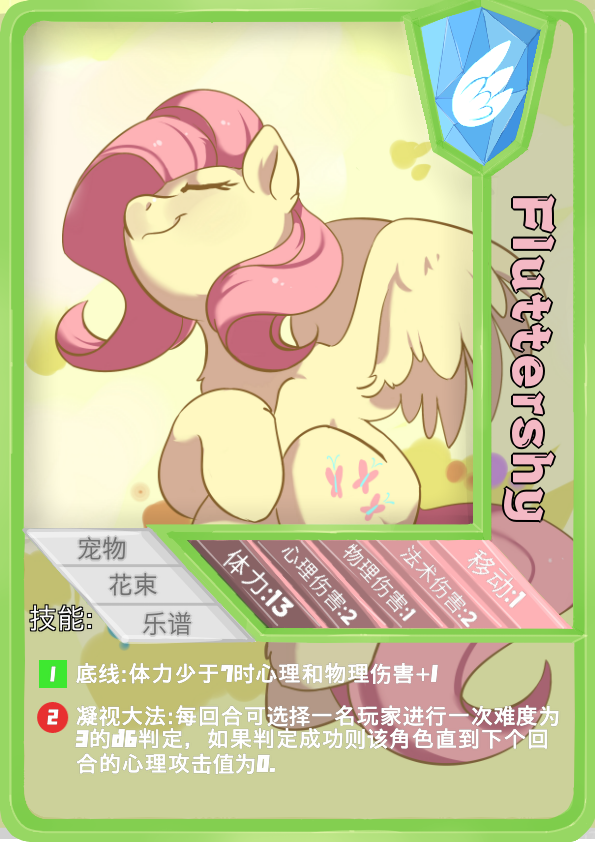 Fluttershy
宠物
花束
乐谱
体力:13
心理伤害:2
物理伤害:1
法术伤害:2
移动:1
技能:
1 底线:体力少于7时心理和物理伤害+1
2 凝视大法:每回合可选择一名玩家进行一次难度为
3的d6判定，如果判定成功则该角色直到下个回
合的心理攻击值为0.